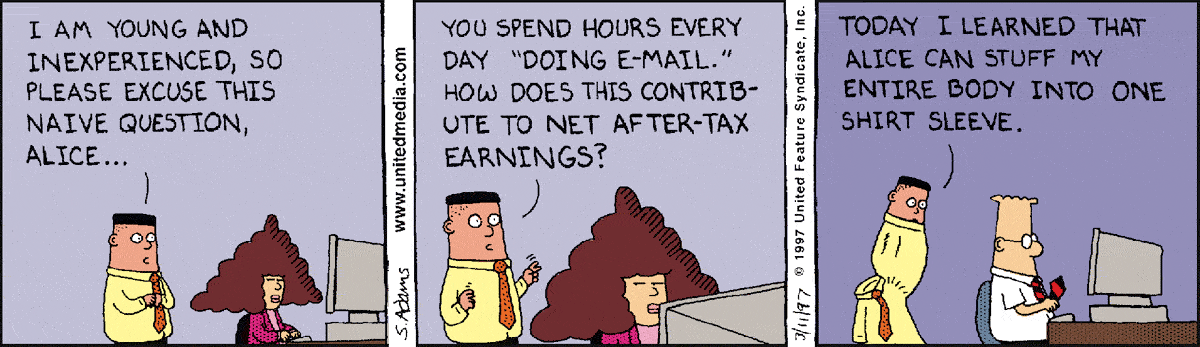 I AM YOUNG AND
INEXPERIENCED, SO
PLEASE EXCUSE THIS
NAIVE QUESTION,
ALICE...
www.unitedmedia.com
S. Adams
YOU SPEND HOURS EVERY
DAY "DOING E-MAIL."
HOW DOES THIS CONTRIB-
UTE TO NET AFTER-TAX
EARNINGS?
3/11/97 © 1997 United Feature Syndicate, Inc.
TODAY I LEARNED THAT
ALICE CAN STUFF MY
ENTIRE BODY INTO ONE
SHIRT SLEEVE.